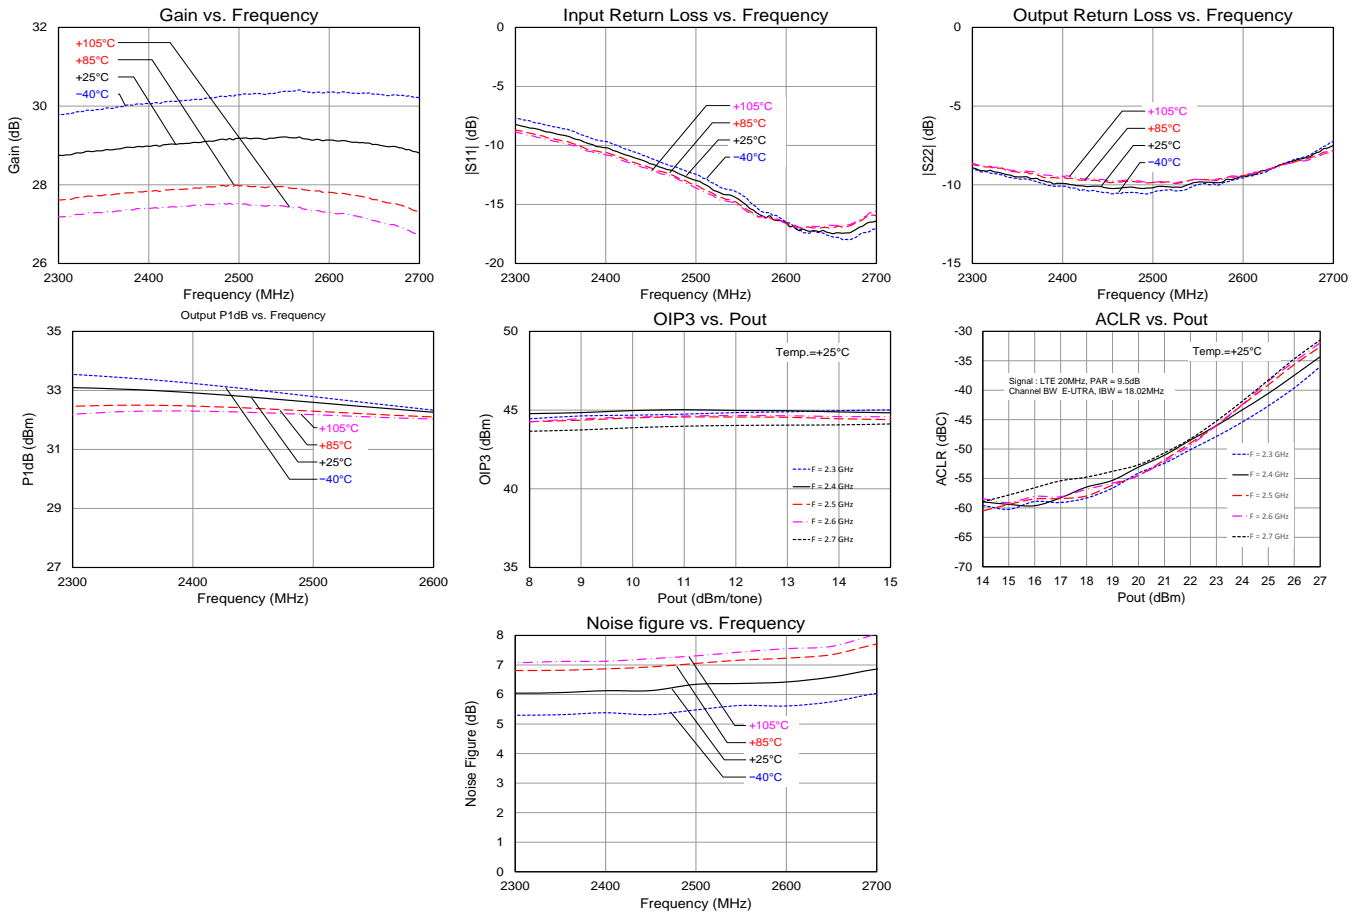 Gain vs. Frequency
32
30
28
26
Gain (dB)
+105°C
+85°C
+25°C
−40°C
2300 2400 2500 2600 2700
Frequency (MHz)
Input Return Loss vs. Frequency
0
-5
-10
-15
-20
|S11| (dB)
+105°C
+85°C
+25°C
−40°C
2300 2400 2500 2600 2700
Frequency (MHz)
Output Return Loss vs. Frequency
0
-5
-10
-15
|S22| (dB)
+105°C
+85°C
+25°C
−40°C
2300 2400 2500 2600 2700
Frequency (MHz)
Output P1dB vs. Frequency
35
33
31
29
27
P1dB (dBm)
+105°C
+85°C
+25°C
−40°C
2300 2400 2500 2600
Frequency (MHz)
OIP3 vs. Pout
50
45
40
35
OIP3 (dBm)
Temp.=+25°C
F = 2.3 GHz
F = 2.4 GHz
F = 2.5 GHz
F = 2.6 GHz
F = 2.7 GHz
8 9 10 11 12 13 14 15
Pout (dBm/tone)
ACLR vs. Pout
-30
-35
-40
-45
-50
-55
-60
-65
-70
ACLR (dBC)
Temp.=+25°C
Signal : LTE 20MHz, PAR = 9.5dB
Channel BW E-UTRA, IBW = 18.02MHz
F = 2.3 GHz
F = 2.4 GHz
F = 2.5 GHz
F = 2.6 GHz
F = 2.7 GHz
14 15 16 17 18 19 20 21 22 23 24 25 26 27
Pout (dBm)
Noise figure vs. Frequency
8
7
6
5
4
3
2
1
0
Noise Figure (dB)
+105°C
+85°C
+25°C
−40°C
2300 2400 2500 2600 2700
Frequency (MHz)